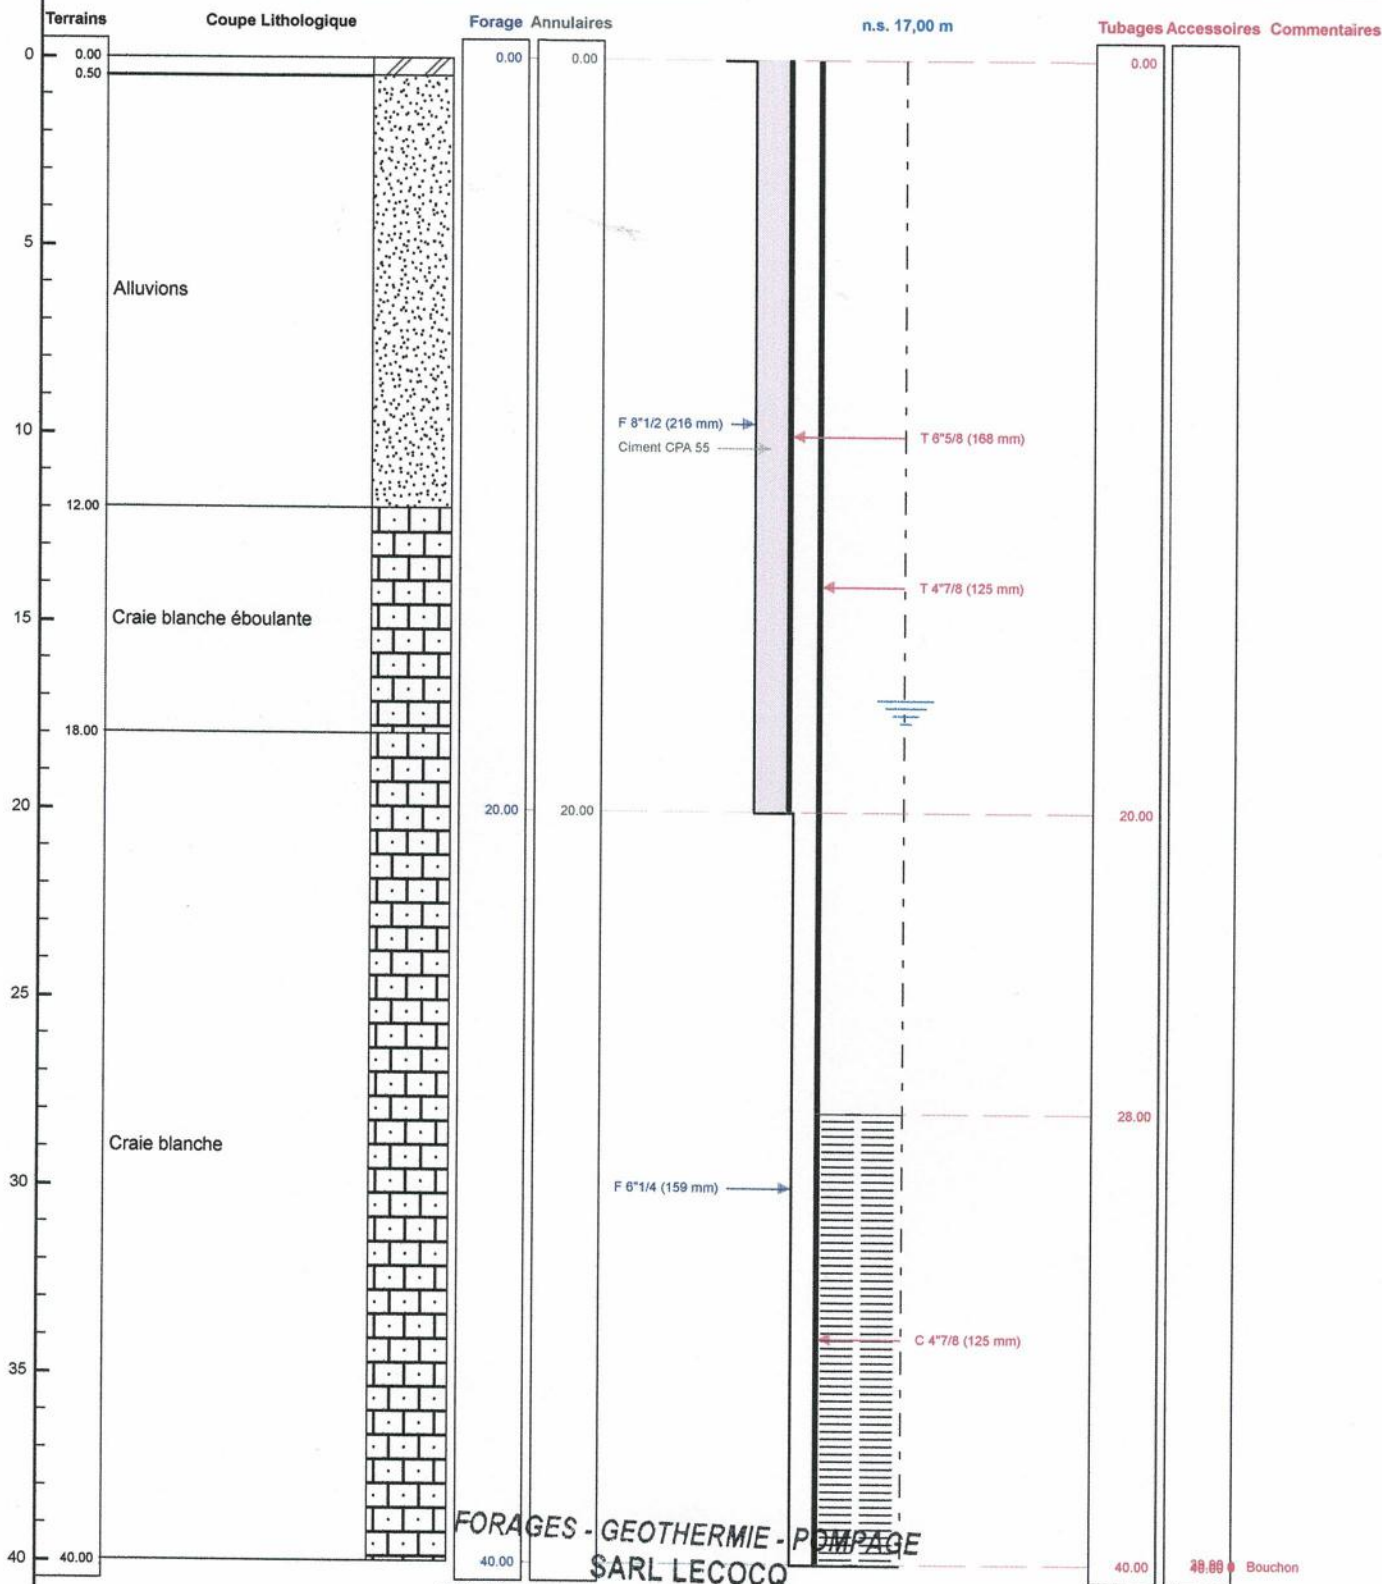 Terrains Coupe Lithologique Forage Annulaires n.s. 17,00 m Tubages Accessoires Commentaires
0 0.00 0.00 0.00 0.00
0.50
5
Alluvions
F 8"1/2 (216 mm)
10 T 6"5/8 (168 mm)
Ciment CPA 55
12.00
T 4"7/8 (125 mm)
15 Craie blanche éboulante
18.00
20 20.00 20.00 20.00
25
28.00
Craie blanche
30 F 6"1/4 (159 mm)
C 4"7/8 (125 mm)
35
FORAGES - GEOTHERMIE - POMPAGE
40 40.00 40.00 40.00 Bouchon
SARL LECOCQ